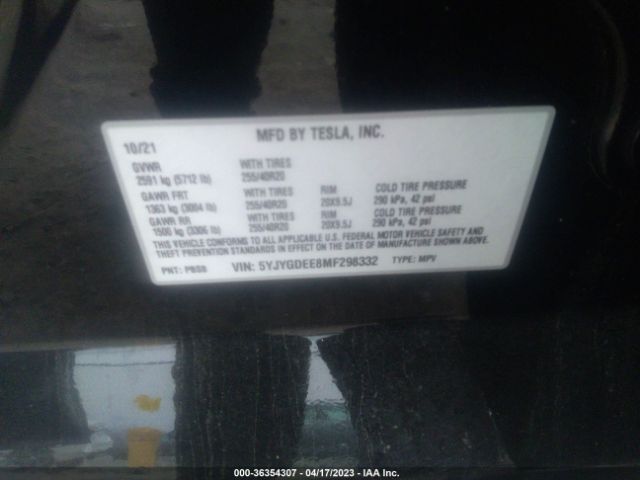 MFD BY TESLA, INC.
10/21
GVWR WITH TIRES
2591 kg (5712 lb) 255/40R20
GAWR FRT WITH TIRES RIM COLD TIRE PRESSURE
1363 kg (3004 lb) 255/40R20 20X9.5J 290 kPa, 42 psi
GAWR RR WITH TIRES RIM COLD TIRE PRESSURE
1500 kg (3306 lb) 255/40R20 20X9.5J 290 kPa, 42 psi
THIS VEHICLE CONFORMS TO ALL APPLICABLE U.S. FEDERAL MOTOR VEHICLE SAFETY AND
THEFT PREVENTION STANDARDS IN EFFECT ON THE DATE OF MANUFACTURE SHOWN ABOVE.
PNT: PBSB VIN: 5YJYGDEE8MF298332 TYPE: MPV
000-36354307 - 04/17/2023 - IAA Inc.